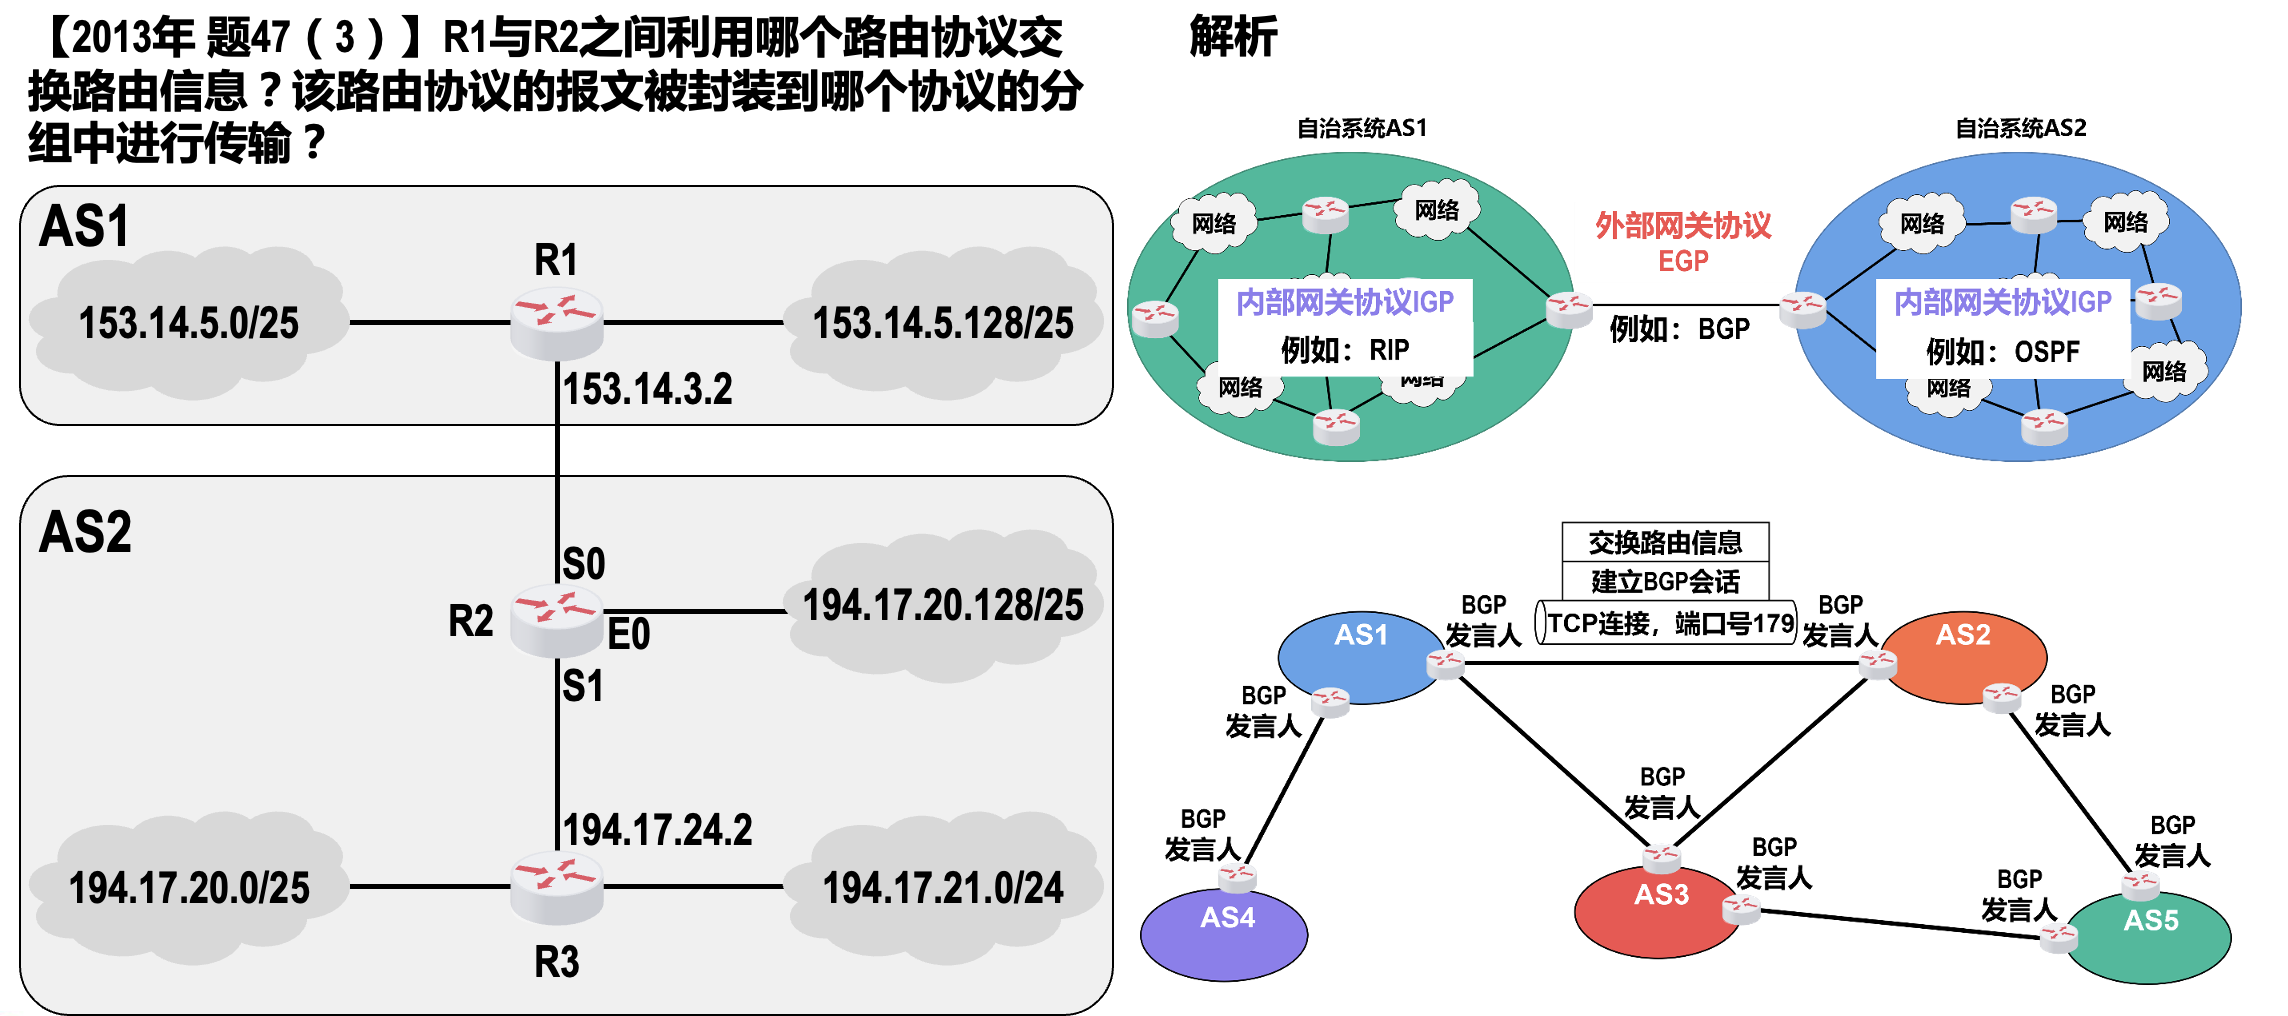 【2013年 题47（3）】R1与R2之间利用哪个路由协议交
换路由信息？该路由协议的报文被封装到哪个协议的分
组中进行传输？
AS1
R1
153.14.5.0/25
153.14.5.128/25
153.14.3.2
AS2
S0
194.17.20.128/25
R2
E0
S1
194.17.24.2
194.17.20.0/25
194.17.21.0/24
R3
解析
自治系统AS1
自治系统AS2
网络
网络
外部网关协议
EGP
网络
网络
内部网关协议IGP
例如：RIP
例如：BGP
内部网关协议IGP
例如：OSPF
网络
网络
网络
网络
交换路由信息
建立BGP会话
TCP连接，端口号179
BGP
发言人
BGP
发言人
AS1
AS2
BGP
发言人
BGP
发言人
BGP
发言人
BGP
发言人
BGP
发言人
BGP
发言人
BGP
发言人
AS4
AS3
AS5